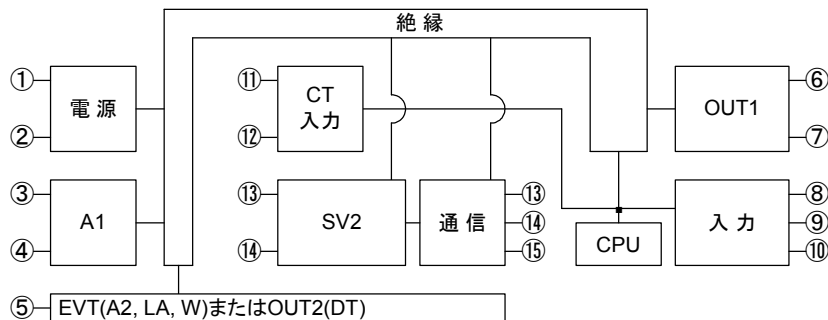 絶縁
① 電源 ⑪ CT入力 ⑥ OUT1
② ⑫ ⑦
③ A1 ⑬ SV2 ⑬ 通信 ⑧ 入力
④ ⑭ ⑭ ⑨
⑮ CPU ⑩
⑤ EVT(A2, LA, W)またはOUT2(DT)